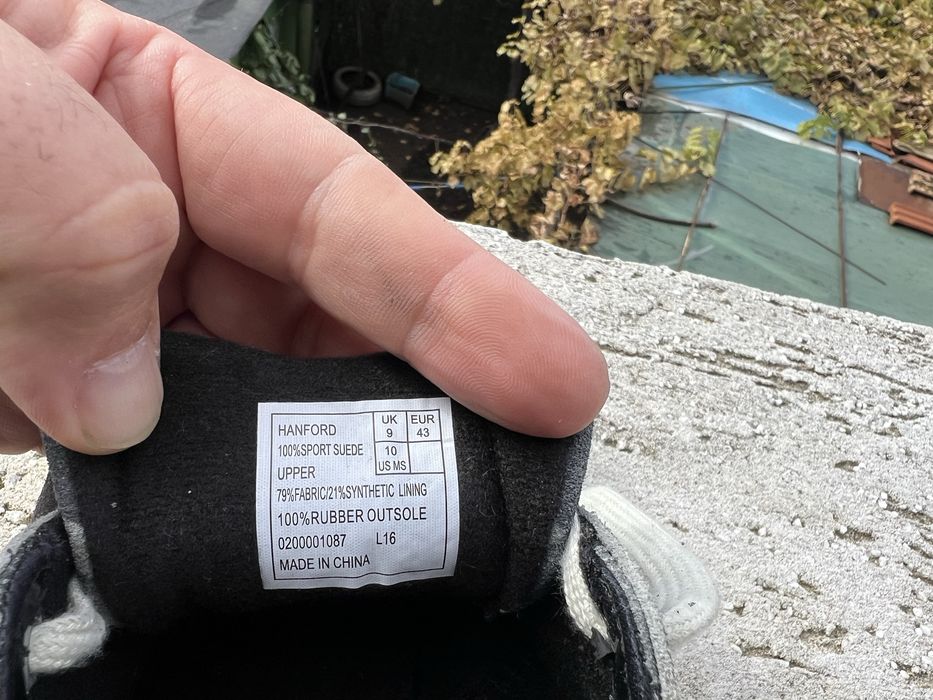 HANFORD
UK EUR
9 43
100%SPORT SUEDE
10
UPPER
US MS
79%FABRIC/21%SYNTHETIC LINING
100%RUBBER OUTSOLE
0200001087 L16
MADE IN CHINA